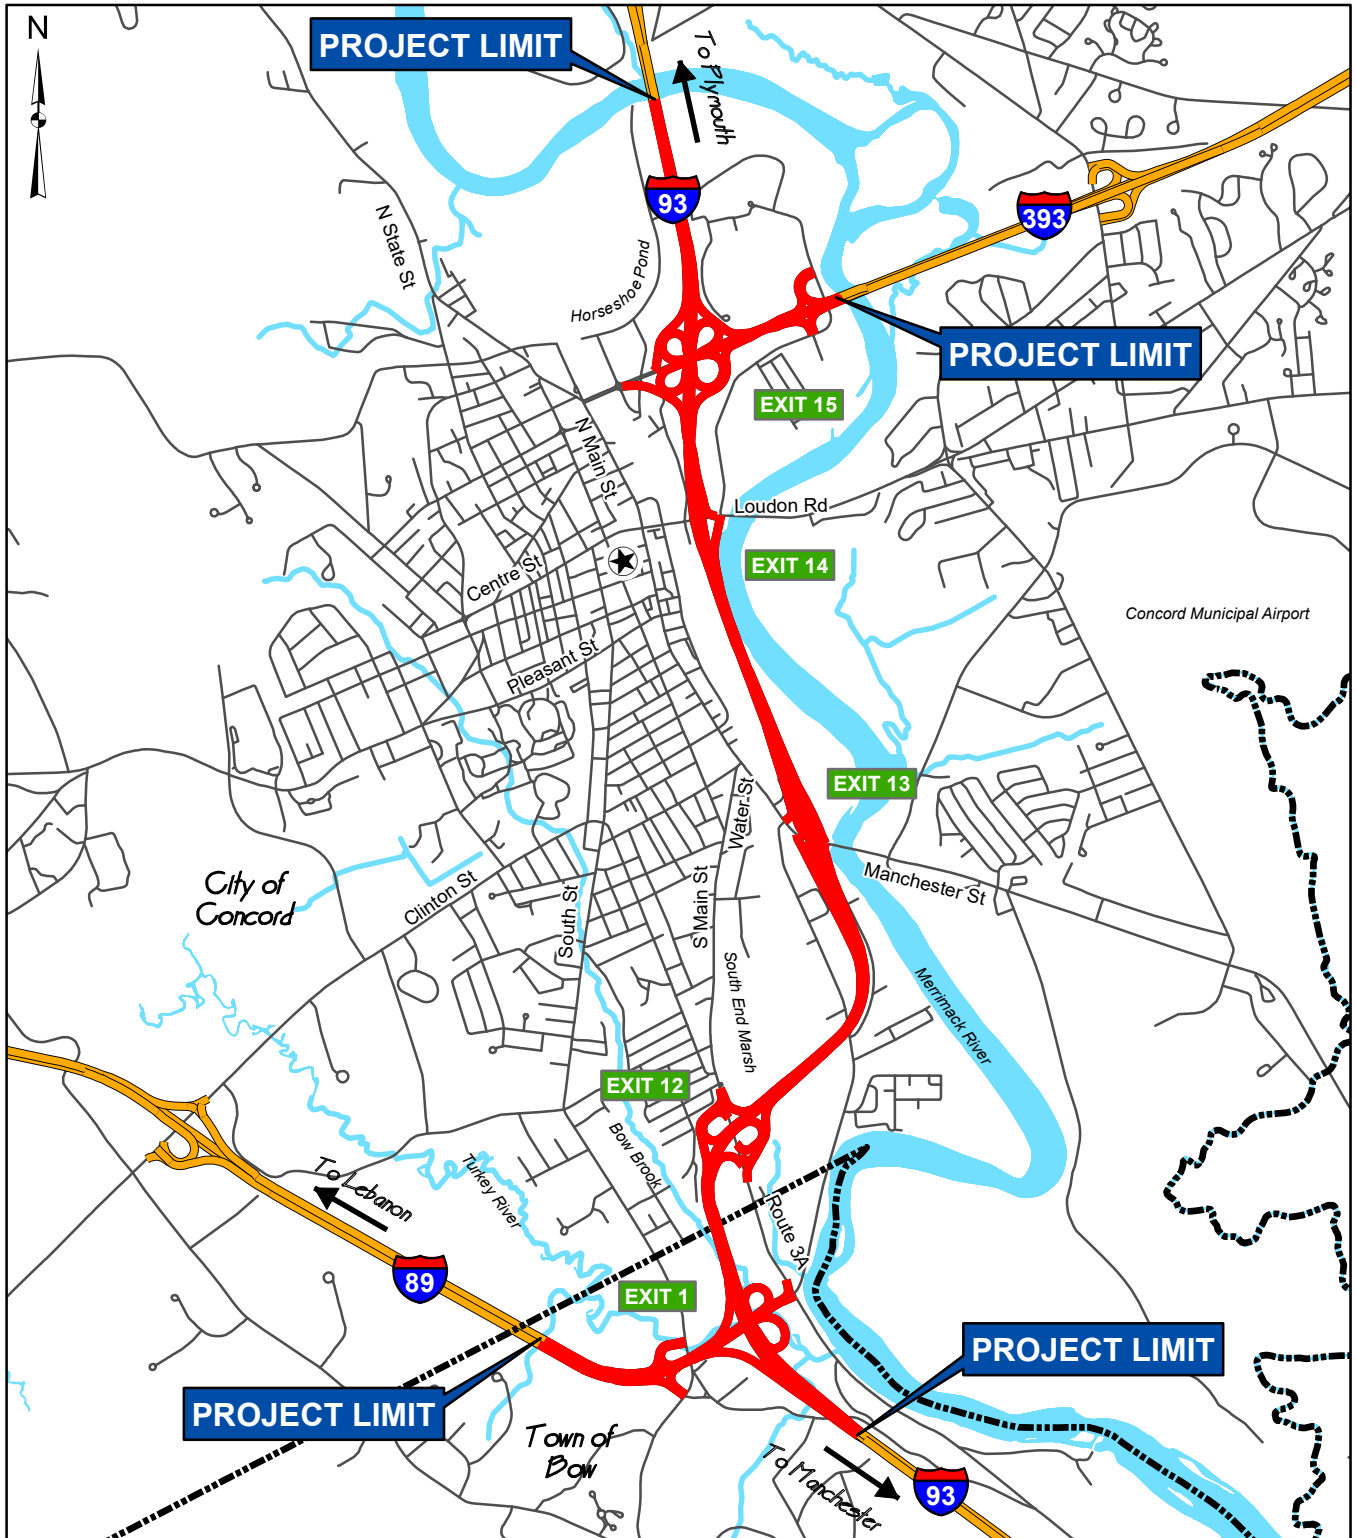 N
PROJECT LIMIT
To Plymouth
93
393
N State St
Horseshoe Pond
PROJECT LIMIT
EXIT 15
N Main St
Loudon Rd
EXIT 14
Centre St
Concord Municipal Airport
Pleasant St
EXIT 13
Water St
Manchester St
City of
Concord
Clinton St
South St
S Main St
South End Marsh
Merrimack River
EXIT 12
Bow Brook
Turkey River
To Lebanon
Route 3A
89
EXIT 1
PROJECT LIMIT
PROJECT LIMIT
Town of
Bow
To Manchester
93